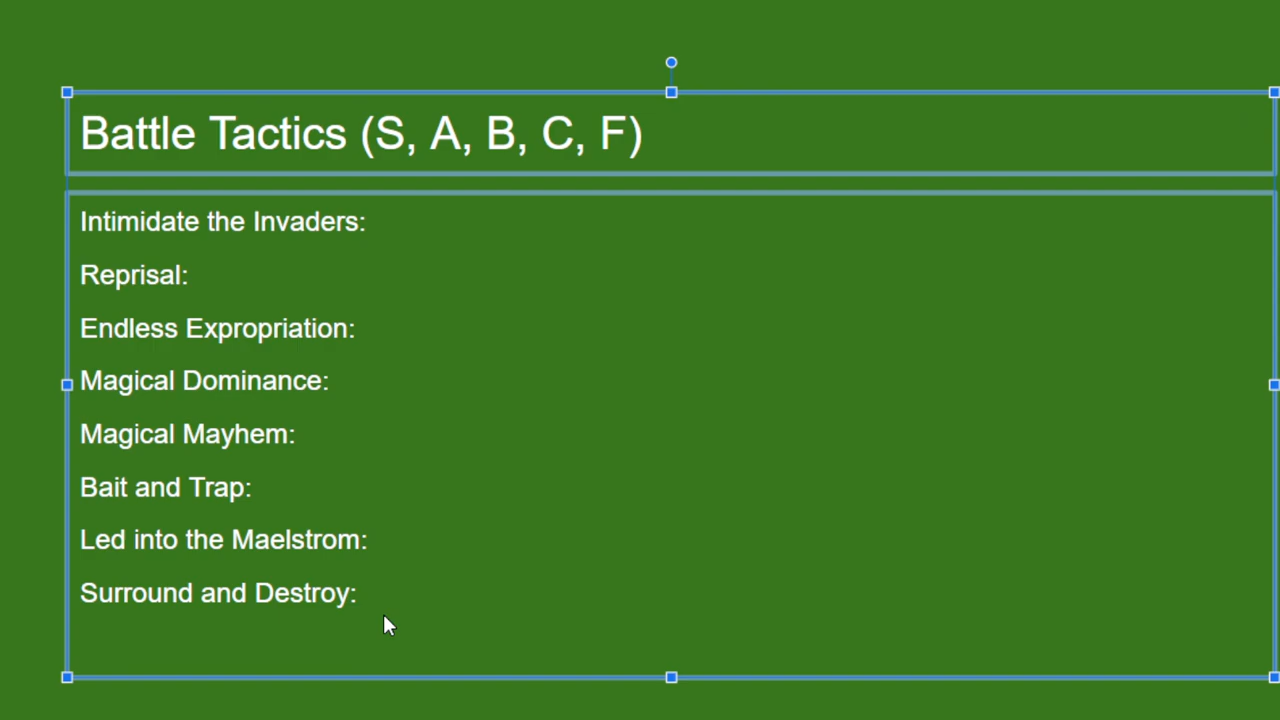 Battle Tactics (S, A, B, C, F)
Intimidate the Invaders:
Reprisal:
Endless Expropriation:
Magical Dominance:
Magical Mayhem:
Bait and Trap:
Led into the Maelstrom:
Surround and Destroy: